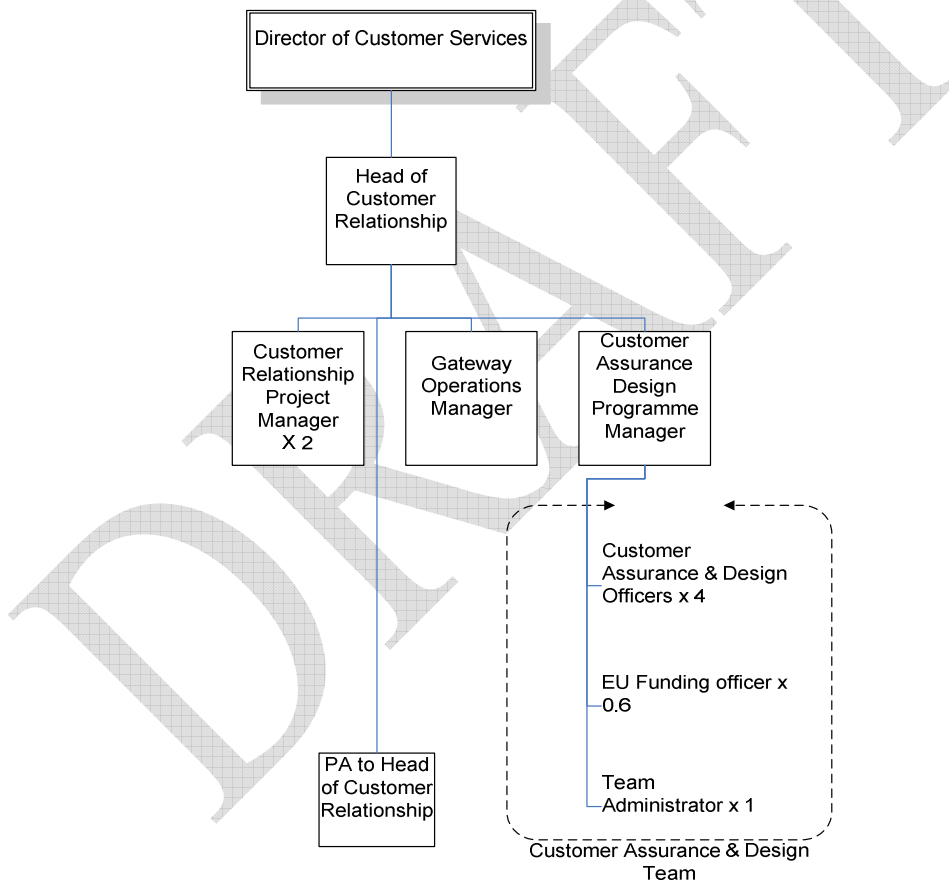 Director of Customer Services
Head of
Customer
Relationship
Customer
Relationship
Project
Manager
X 2
Gateway
Operations
Manager
Customer
Assurance
Design
Programme
Manager
Customer
Assurance & Design
Officers x 4
EU Funding officer x
0.6
Team
Administrator x 1
PA to Head
of Customer
Relationship
Customer Assurance & Design
Team
DRAFT